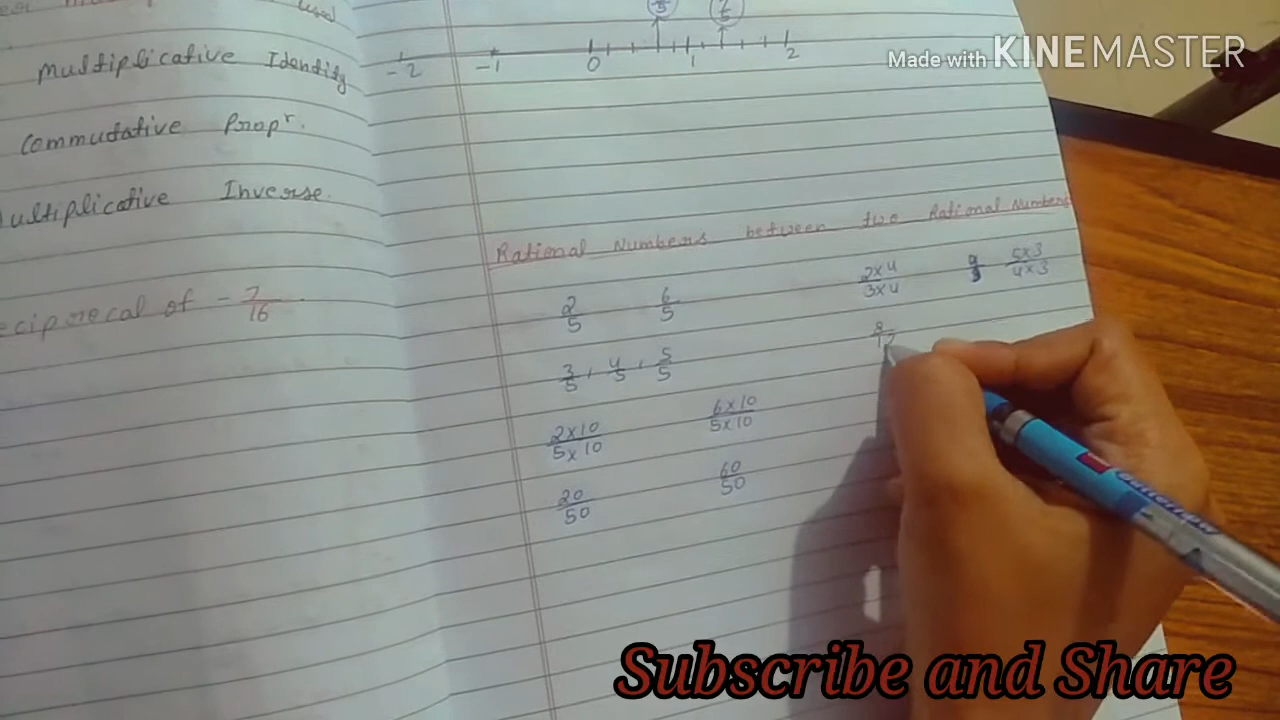 used
Multiplicative Identity
Commutative Propr.
Multiplicative Inverse.
reciprocal of - 7/16
-2 -1 0 1 2
Rational Numbers between two Rational Numbers
2/5 6/5
3/5, 4/5, 5/5
2×10/5×10 6×10/5×10
20/50 60/50
2×4/3×4 5×3/4×3
8/12
Made with KINEMASTER
Subscribe and Share